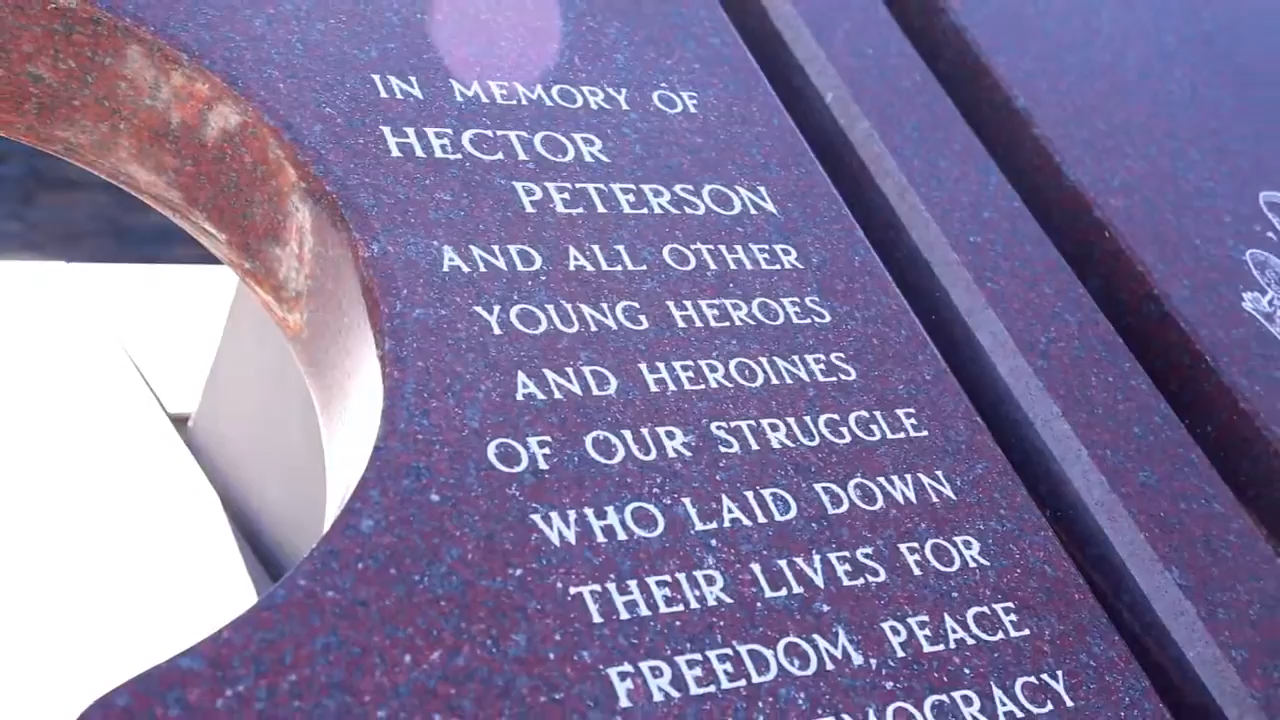 IN MEMORY OF
HECTOR
PETERSON
AND ALL OTHER
YOUNG HEROES
AND HEROINES
OF OUR STRUGGLE
WHO LAID DOWN
THEIR LIVES FOR
FREEDOM, PEACE